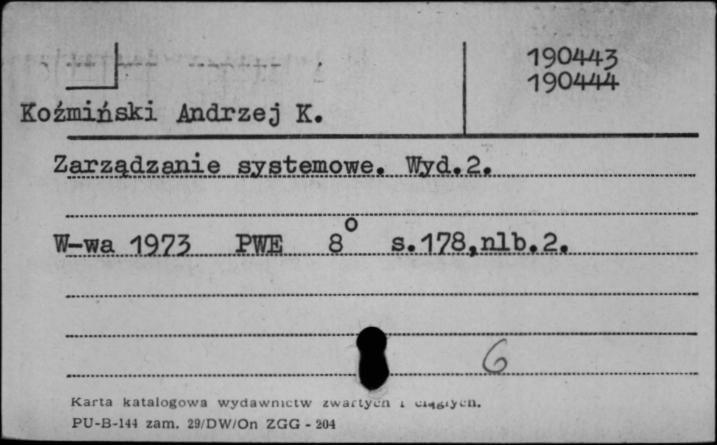 190443
190444
Koźmiński Andrzej K.
Zarządzanie systemowe. Wyd.2.
W-wa 1973 PWE 8° s.178,nlb.2.
6
Karta katalogowa wydawnictw zwartych i ciągłych.
PU-B-144 zam. 29/DW/On ZGG - 204